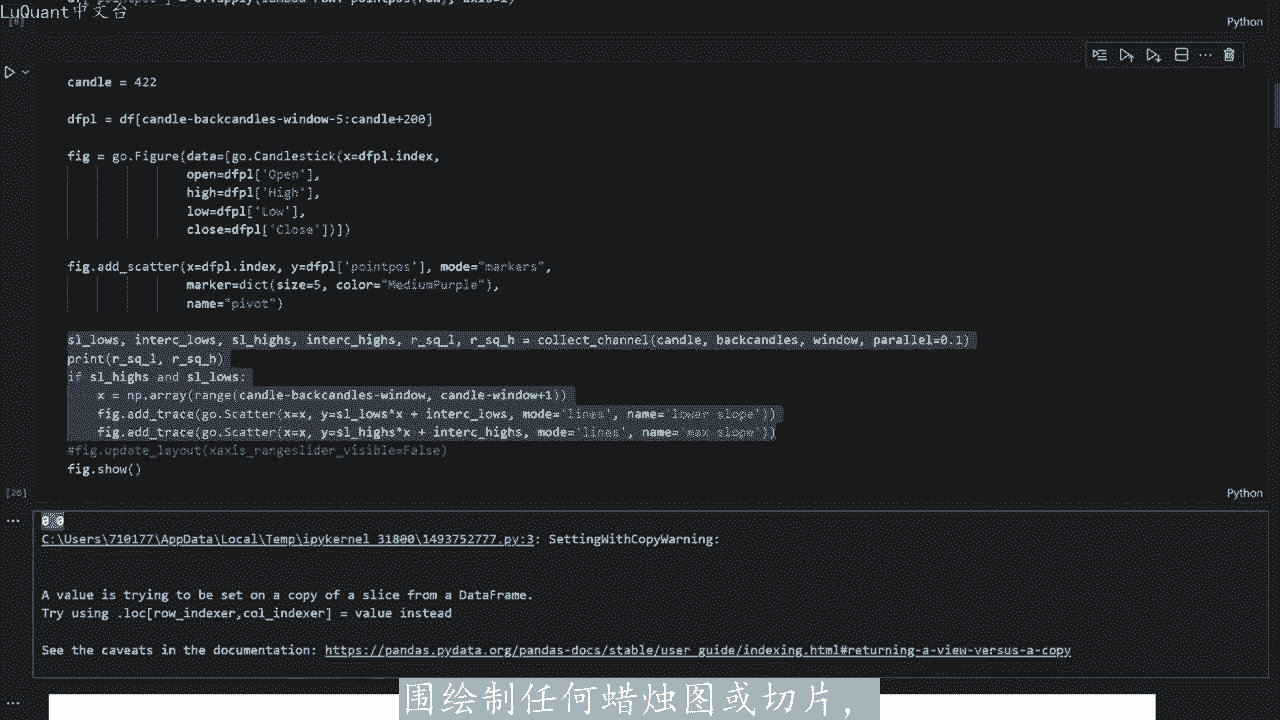 LuQuant中文台
Python
candle = 422
dfpl = df[candle-backcandles-window-5:candle+200]
fig = go.Figure(data=[go.Candlestick(x=dfpl.index,
open=dfpl['Open'],
high=dfpl['High'],
low=dfpl['Low'],
close=dfpl['Close'])])
fig.add_scatter(x=dfpl.index, y=dfpl['pointpos'], mode="markers",
marker=dict(size=5, color="MediumPurple"),
name="pivot")
sl_lows, interc_lows, sl_highs, interc_highs, r_sq_l, r_sq_h = collect_channel(candle, backcandles, window, parallel=0.1)
print(r_sq_l, r_sq_h)
if sl_highs and sl_lows:
x = np.array(range(candle-backcandles-window, candle-window+1))
fig.add_trace(go.Scatter(x=x, y=sl_lows*x + interc_lows, mode='lines', name='lower slope'))
fig.add_trace(go.Scatter(x=x, y=sl_highs*x + interc_highs, mode='lines', name='max slope'))
#fig.update_layout(xaxis_rangeslider_visible=False)
fig.show()
[26]
Python
0 0
C:\Users\710177\AppData\Local\Temp\ipykernel_31800\1493752777.py:3: SettingWithCopyWarning:
A value is trying to be set on a copy of a slice from a DataFrame.
Try using .loc[row_indexer,col_indexer] = value instead
See the caveats in the documentation: https://pandas.pydata.org/pandas-docs/stable/user_guide/indexing.html#returning-a-view-versus-a-copy
围绘制任何蜡烛图或切片，